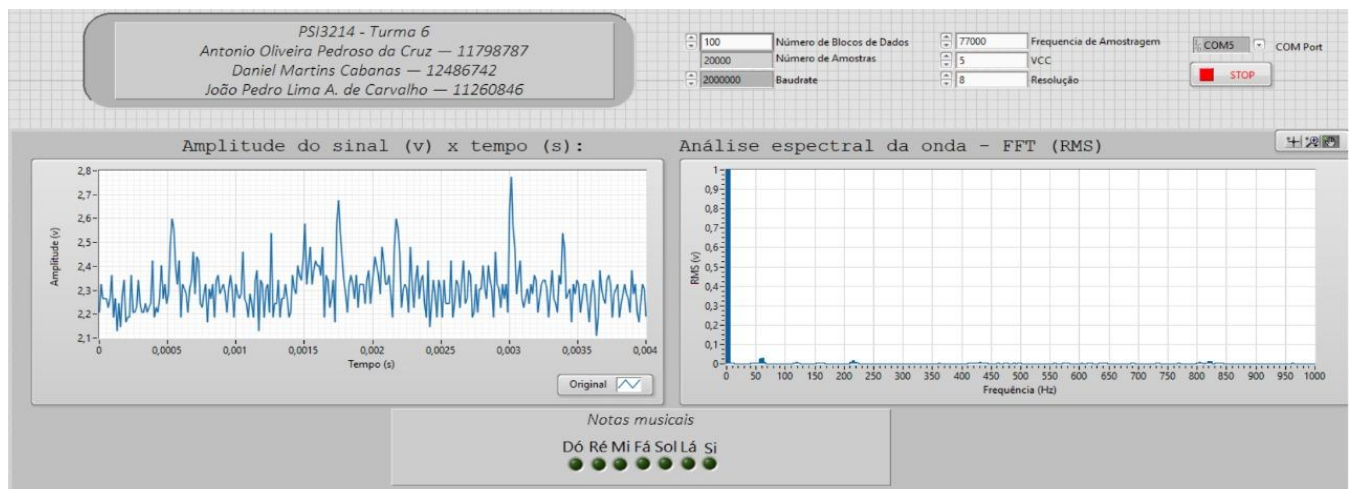 PSI3214 - Turma 6
Antonio Oliveira Pedroso da Cruz — 11798787
Daniel Martins Cabanas — 12486742
João Pedro Lima A. de Carvalho — 11260846
100 Número de Blocos de Dados
20000 Número de Amostras
2000000 Baudrate
77000 Frequencia de Amostragem
5 VCC
8 Resolução
COM5 COM Port
STOP
Amplitude do sinal (v) x tempo (s):
Amplitude (v)
2,8
2,7
2,6
2,5
2,4
2,3
2,2
2,1
0 0,0005 0,001 0,0015 0,002 0,0025 0,003 0,0035 0,004
Tempo (s)
Original
Análise espectral da onda - FFT (RMS)
RMS (v)
1
0,9
0,8
0,7
0,6
0,5
0,4
0,3
0,2
0,1
0
0 50 100 150 200 250 300 350 400 450 500 550 600 650 700 750 800 850 900 950 1000
Frequência (Hz)
Notas musicais
Dó Ré Mi Fá Sol Lá Si